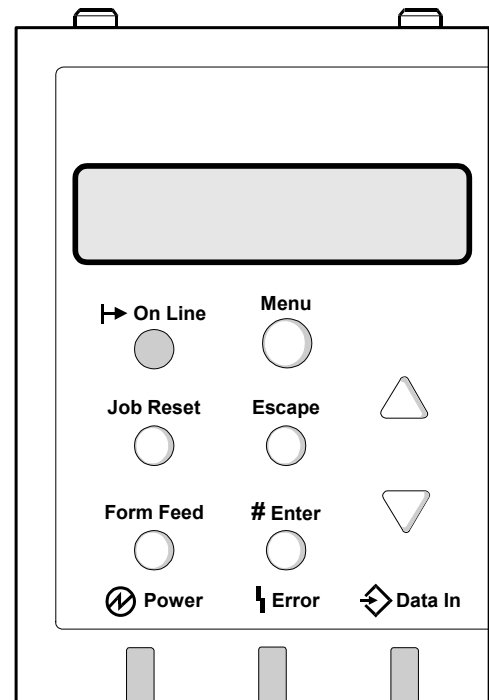 On Line
Menu
Job Reset
Escape
Form Feed
# Enter
Power
Error
Data In